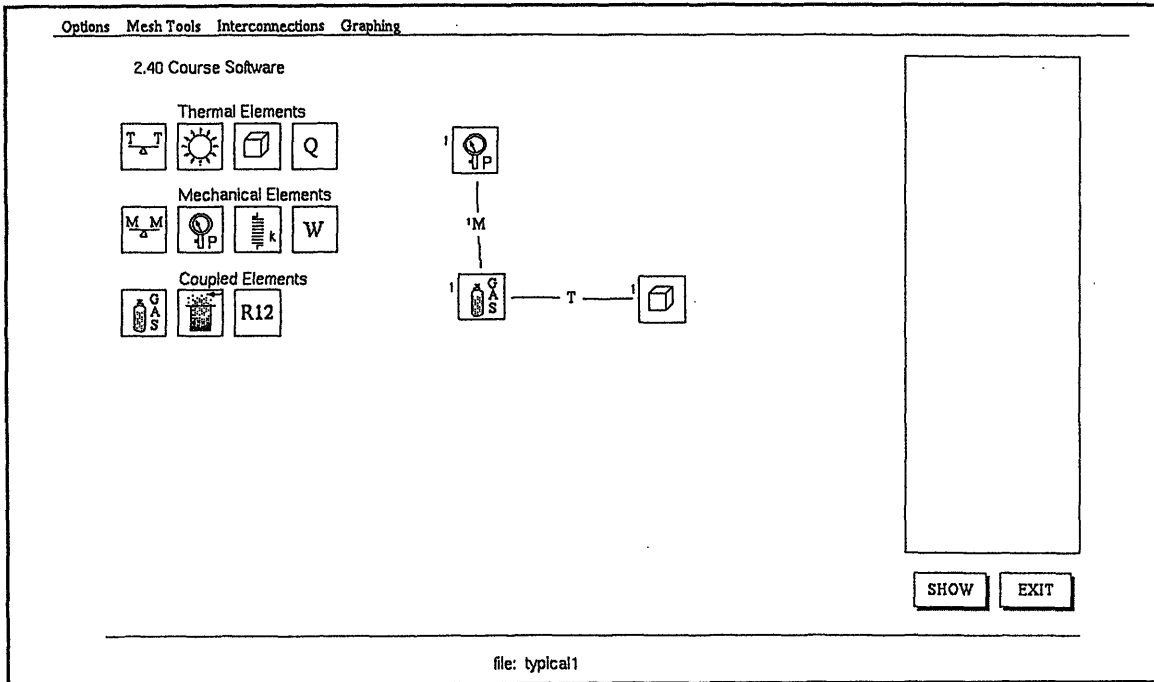 Options Mesh Tools Interconnections Graphing
2.40 Course Software
Thermal Elements
T T
Q
Mechanical Elements
M M
P
k
W
Coupled Elements
GAS
R12
1
P
1M
1
GAS
T
1
SHOW
EXIT
file: typical1